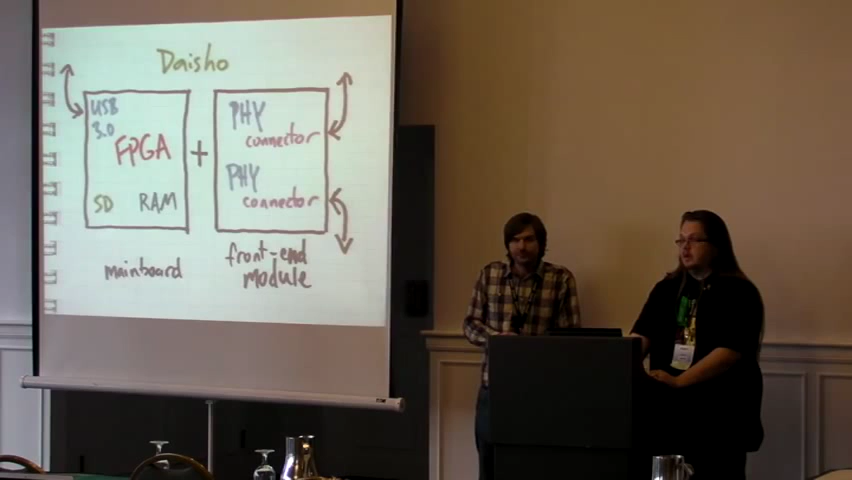 Daisho
USB
3.0
FPGA
SD RAM
+
PHY
connector
PHY
connector
mainboard
front-end
module